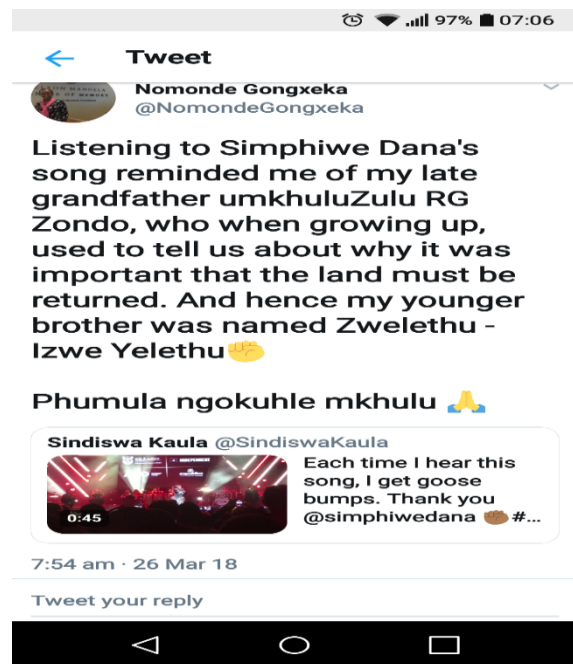 97% 07:06
Tweet
Nomonde Gongxeka
@NomondeGongxeka
Listening to Simphiwe Dana's
song reminded me of my late
grandfather umkhuluZulu RG
Zondo, who when growing up,
used to tell us about why it was
important that the land must be
returned. And hence my younger
brother was named Zwelethu -
Izwe Yelethu✊
Phumula ngokuhle mkhulu 🙏
Sindiswa Kaula @SindiswaKaula
Each time I hear this
song, I get goose
bumps. Thank you
@simphiwedana ✊🏾#...
0:45
7:54 am · 26 Mar 18
Tweet your reply